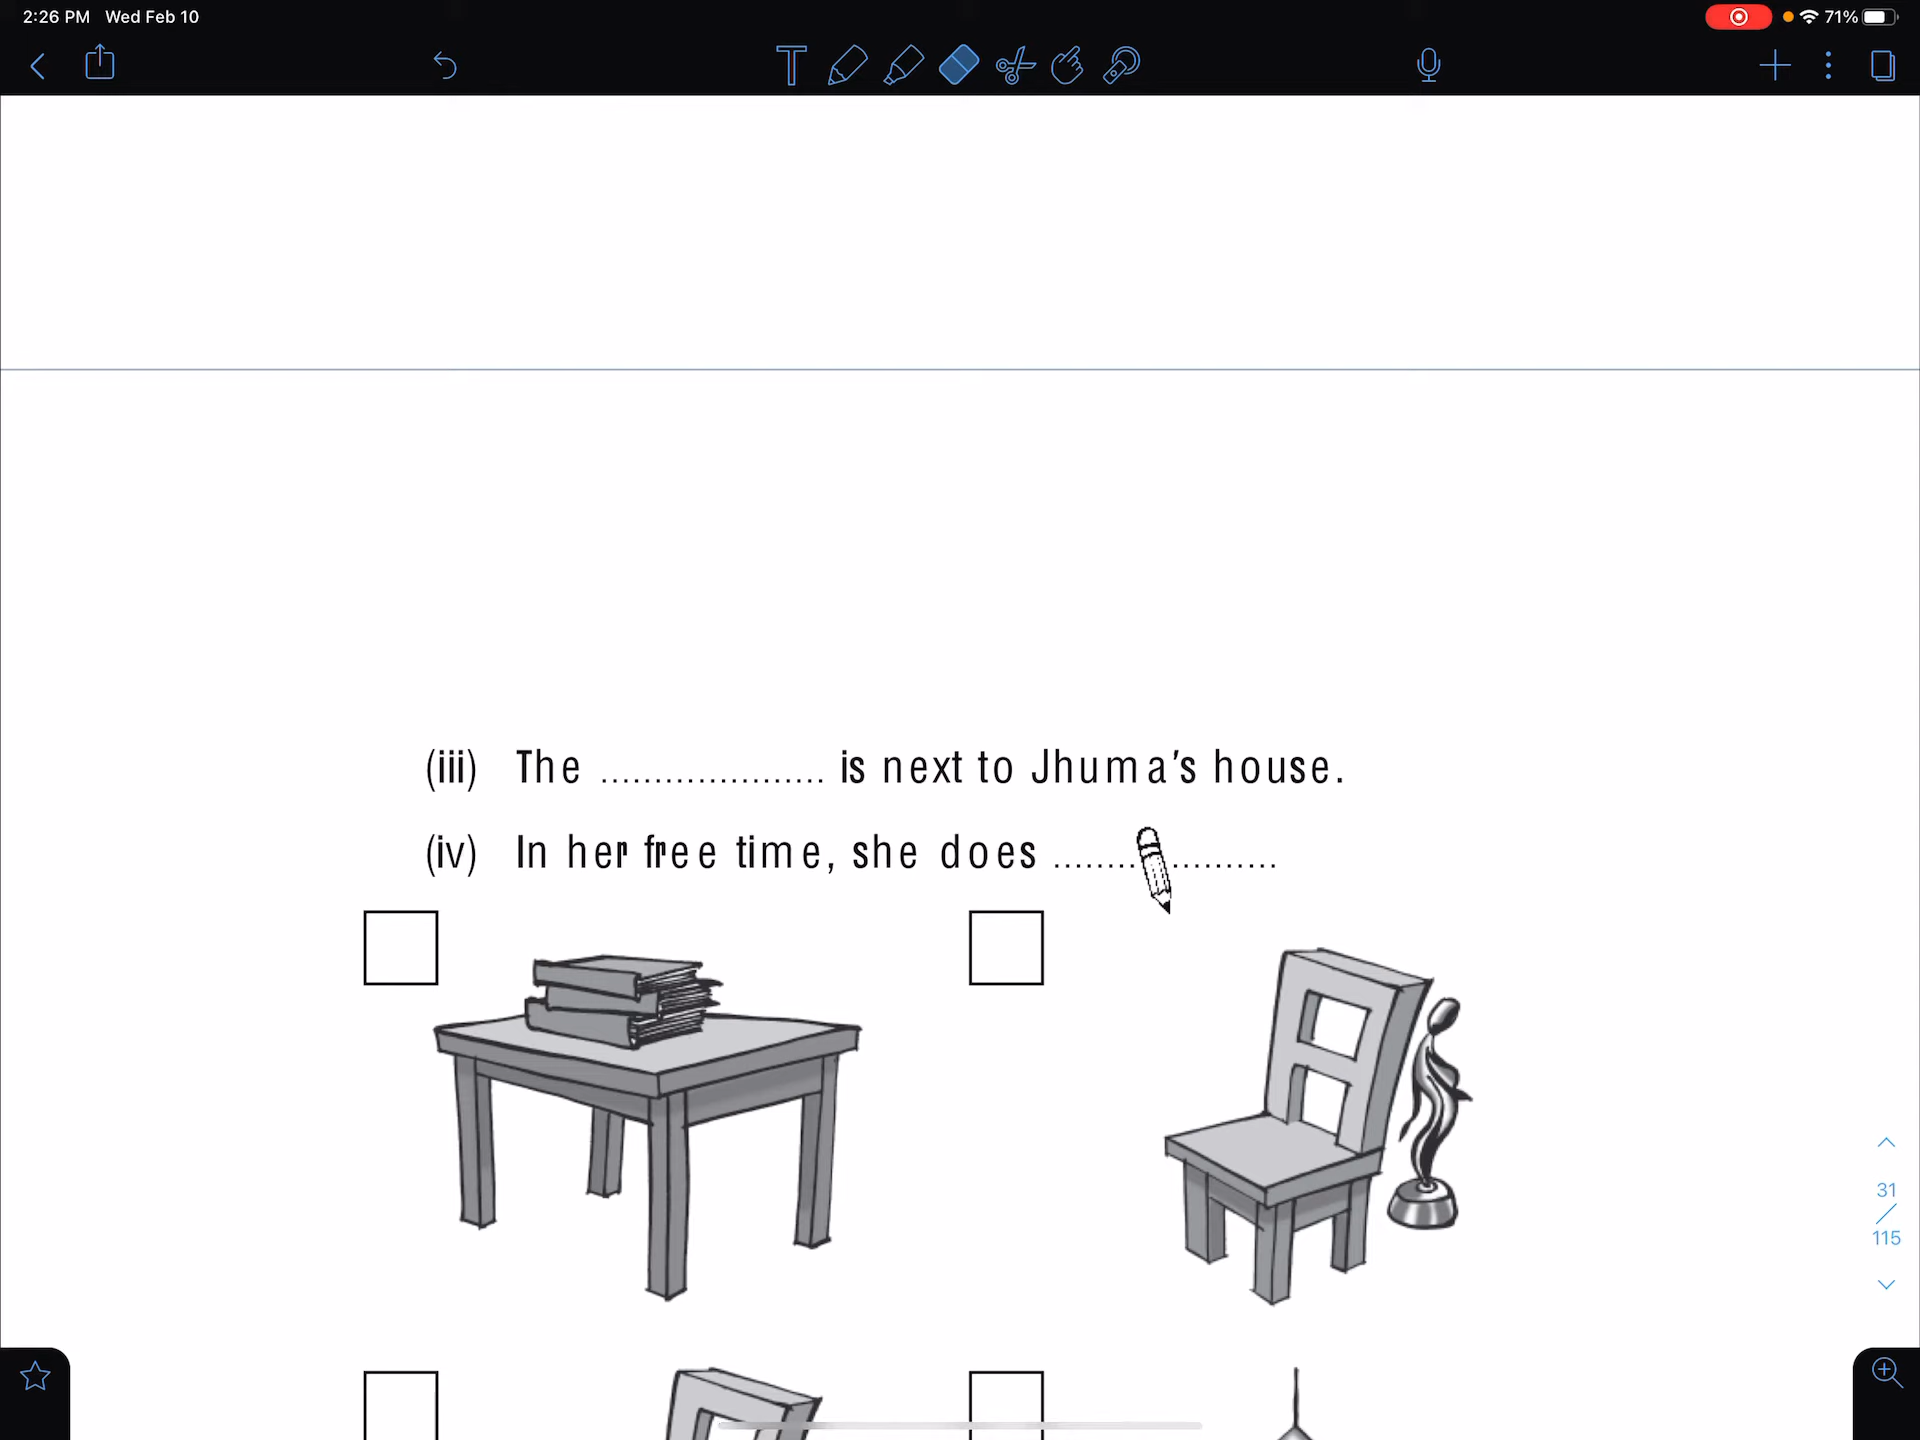 2:26 PM Wed Feb 10
71%
T
(iii) The ..................... is next to Jhuma's house.
(iv) In her free time, she does .....................
31
/
115